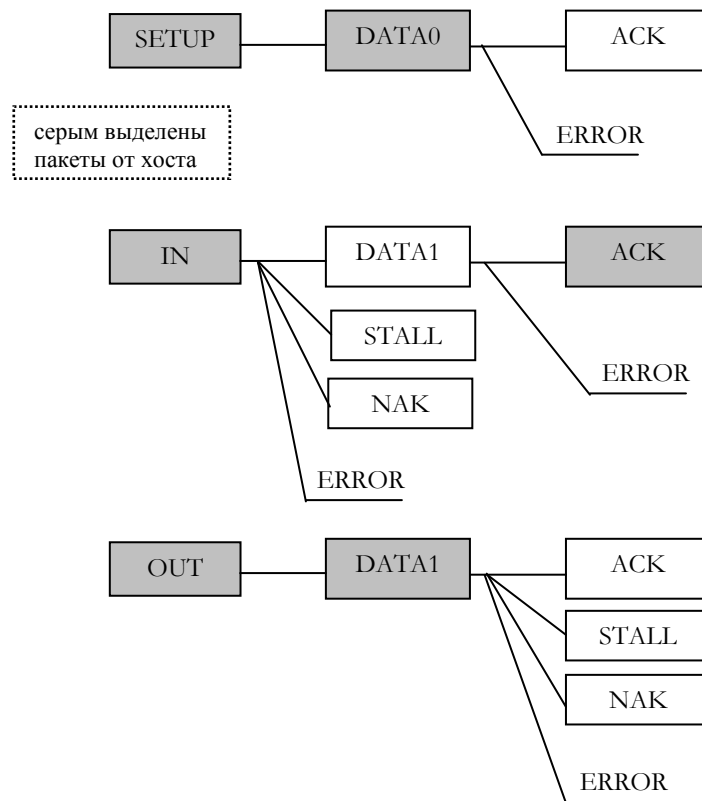 SETUP
DATA0
ACK
ERROR
серым выделены
пакеты от хоста
IN
DATA1
ACK
STALL
ERROR
NAK
ERROR
OUT
DATA1
ACK
STALL
NAK
ERROR